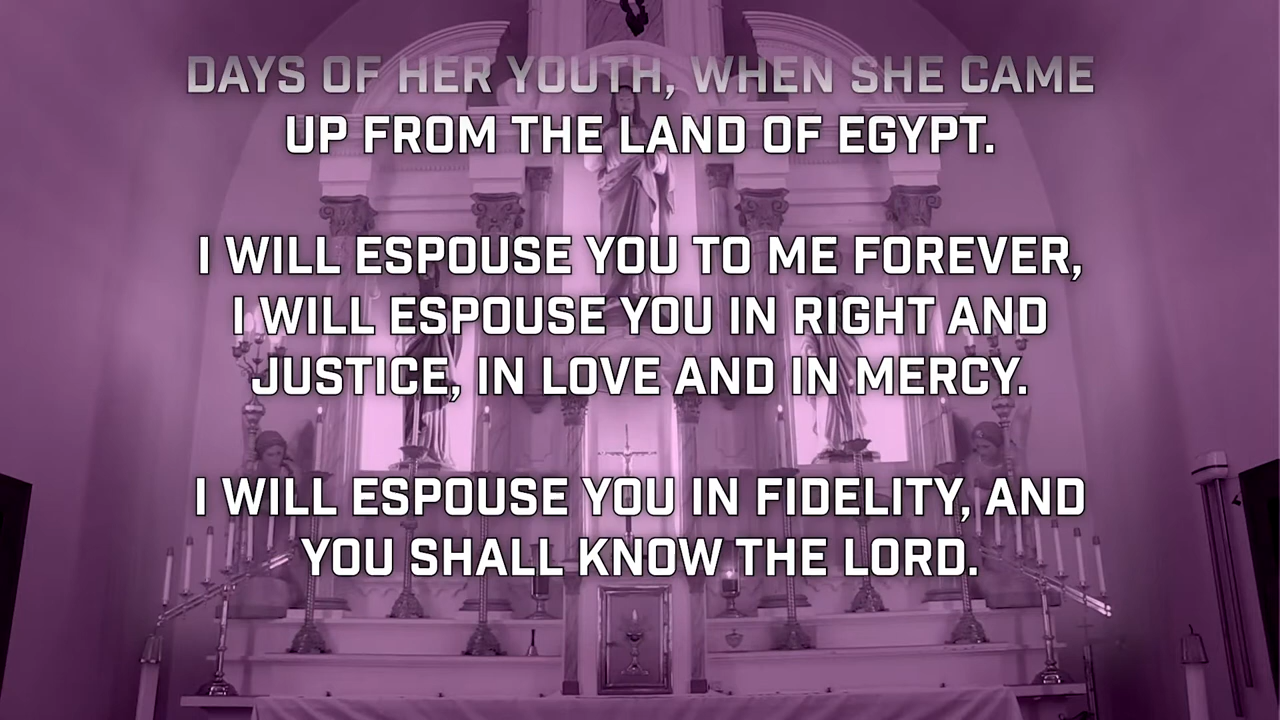 DAYS OF HER YOUTH, WHEN SHE CAME
UP FROM THE LAND OF EGYPT.
I WILL ESPOUSE YOU TO ME FOREVER,
I WILL ESPOUSE YOU IN RIGHT AND
JUSTICE, IN LOVE AND IN MERCY.
I WILL ESPOUSE YOU IN FIDELITY, AND
YOU SHALL KNOW THE LORD.